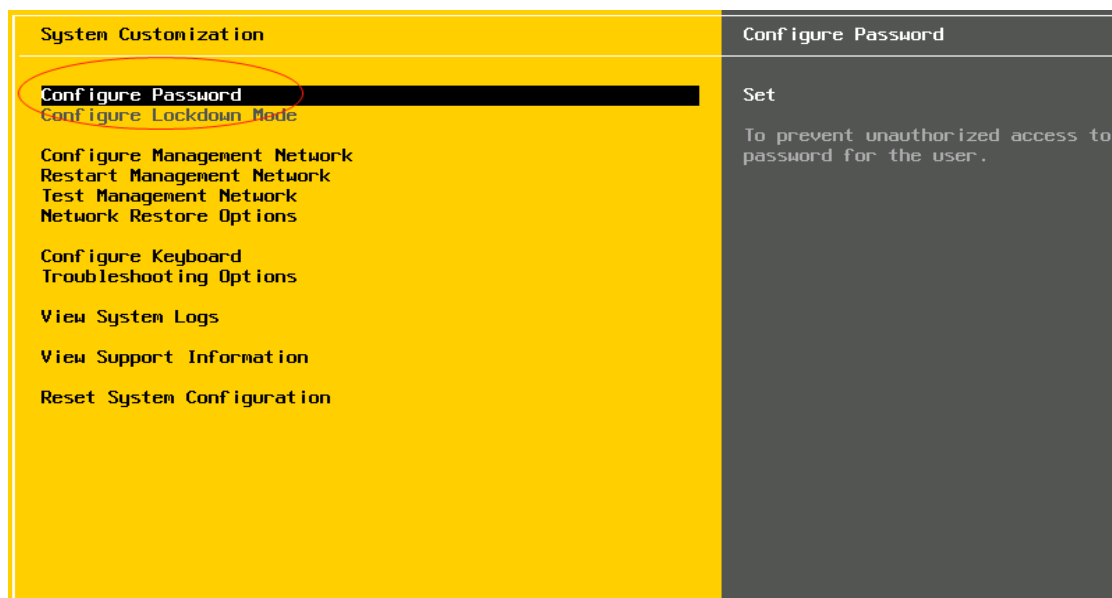 System Customization
Configure Password
Configure Lockdown Mode
Configure Management Network
Restart Management Network
Test Management Network
Network Restore Options
Configure Keyboard
Troubleshooting Options
View System Logs
View Support Information
Reset System Configuration
Configure Password
Set
To prevent unauthorized access to
password for the user.